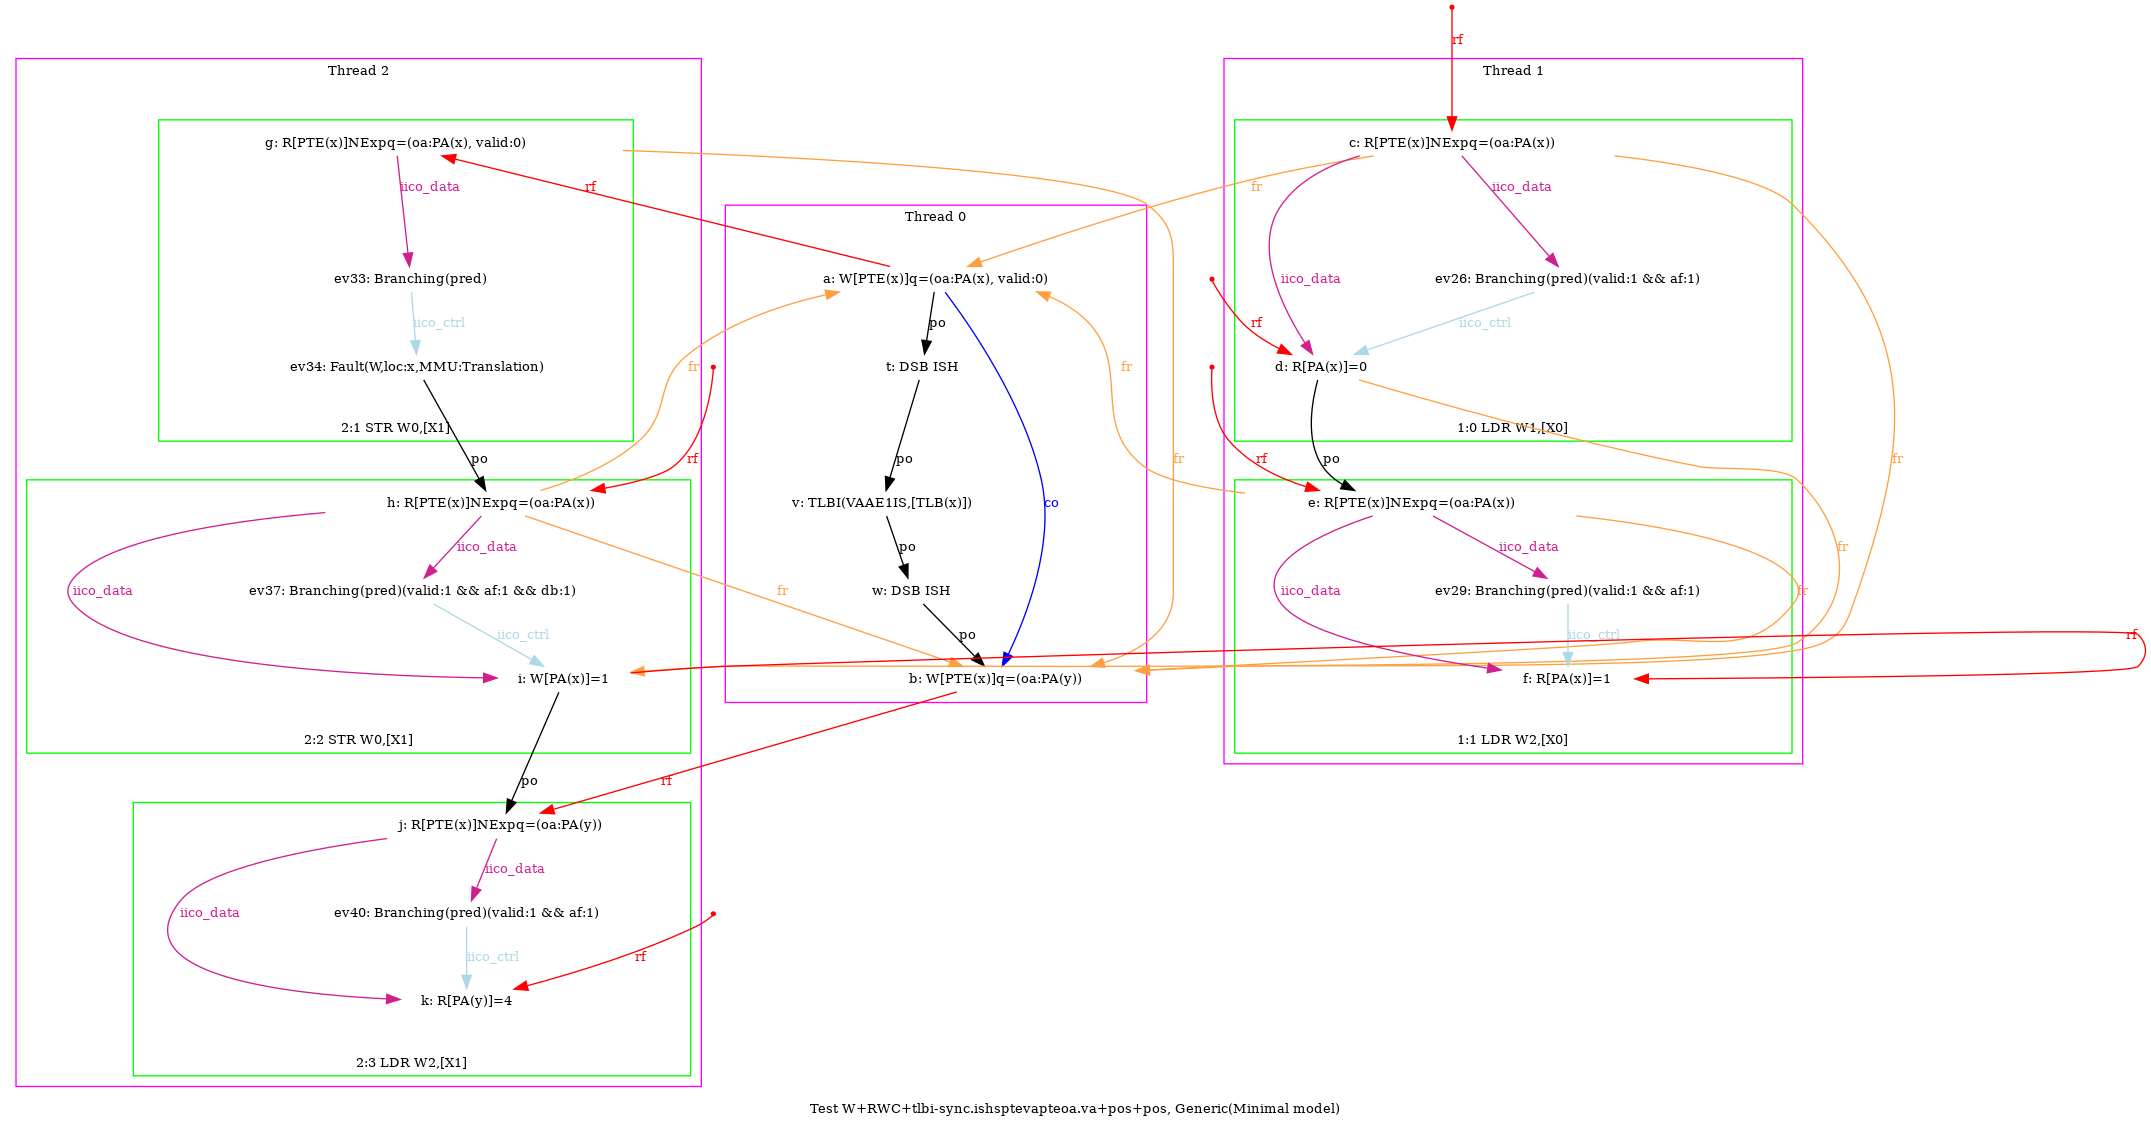 rf
Thread 2
Thread 1
g: R[PTE(x)]NExpq=(oa:PA(x), valid:0)
c: R[PTE(x)]NExpq=(oa:PA(x))
iico_data
rf
fr
iico_data
Thread 0
ev33: Branching(pred)
a: W[PTE(x)]q=(oa:PA(x), valid:0)
iico_data
ev26: Branching(pred)(valid:1 && af:1)
iico_ctrl
po
rf
iico_ctrl
ev34: Fault(W,loc:x,MMU:Translation)
fr
t: DSB ISH
fr
d: R[PA(x)]=0
2:1 STR W0,[X1]
1:0 LDR W1,[X0]
po
rf
po
fr
rf
po
fr
h: R[PTE(x)]NExpq=(oa:PA(x))
v: TLBI(VAAE1IS,[TLB(x)])
co
e: R[PTE(x)]NExpq=(oa:PA(x))
iico_data
po
iico_data
fr
iico_data
ev37: Branching(pred)(valid:1 && af:1 && db:1)
fr
w: DSB ISH
iico_data
ev29: Branching(pred)(valid:1 && af:1)
fr
iico_ctrl
po
iico_ctrl
rf
i: W[PA(x)]=1
b: W[PTE(x)]q=(oa:PA(y))
f: R[PA(x)]=1
2:2 STR W0,[X1]
1:1 LDR W2,[X0]
po
rf
j: R[PTE(x)]NExpq=(oa:PA(y))
iico_data
iico_data
ev40: Branching(pred)(valid:1 && af:1)
iico_ctrl
rf
k: R[PA(y)]=4
2:3 LDR W2,[X1]
Test W+RWC+tlbi-sync.ishsptevapteoa.va+pos+pos, Generic(Minimal model)